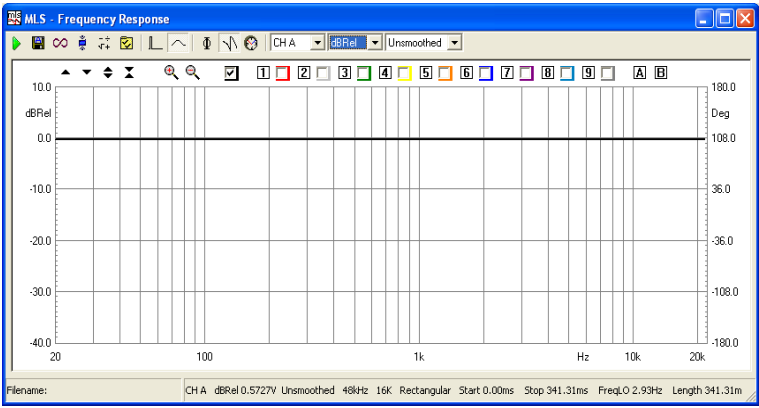 MLS - Frequency Response
CH A dBRel Unsmoothed
1 2 3 4 5 6 7 8 9 A B
10.0 180.0
dBRel Deg
0.0 108.0
-10.0 36.0
-20.0 -36.0
-30.0 -108.0
-40.0 -180.0
20 100 1k Hz 10k 20k
Filename: CH A dBRel 0.5727V Unsmoothed 48kHz 16K Rectangular Start 0.00ms Stop 341.31ms FreqLO 2.93Hz Length 341.31m